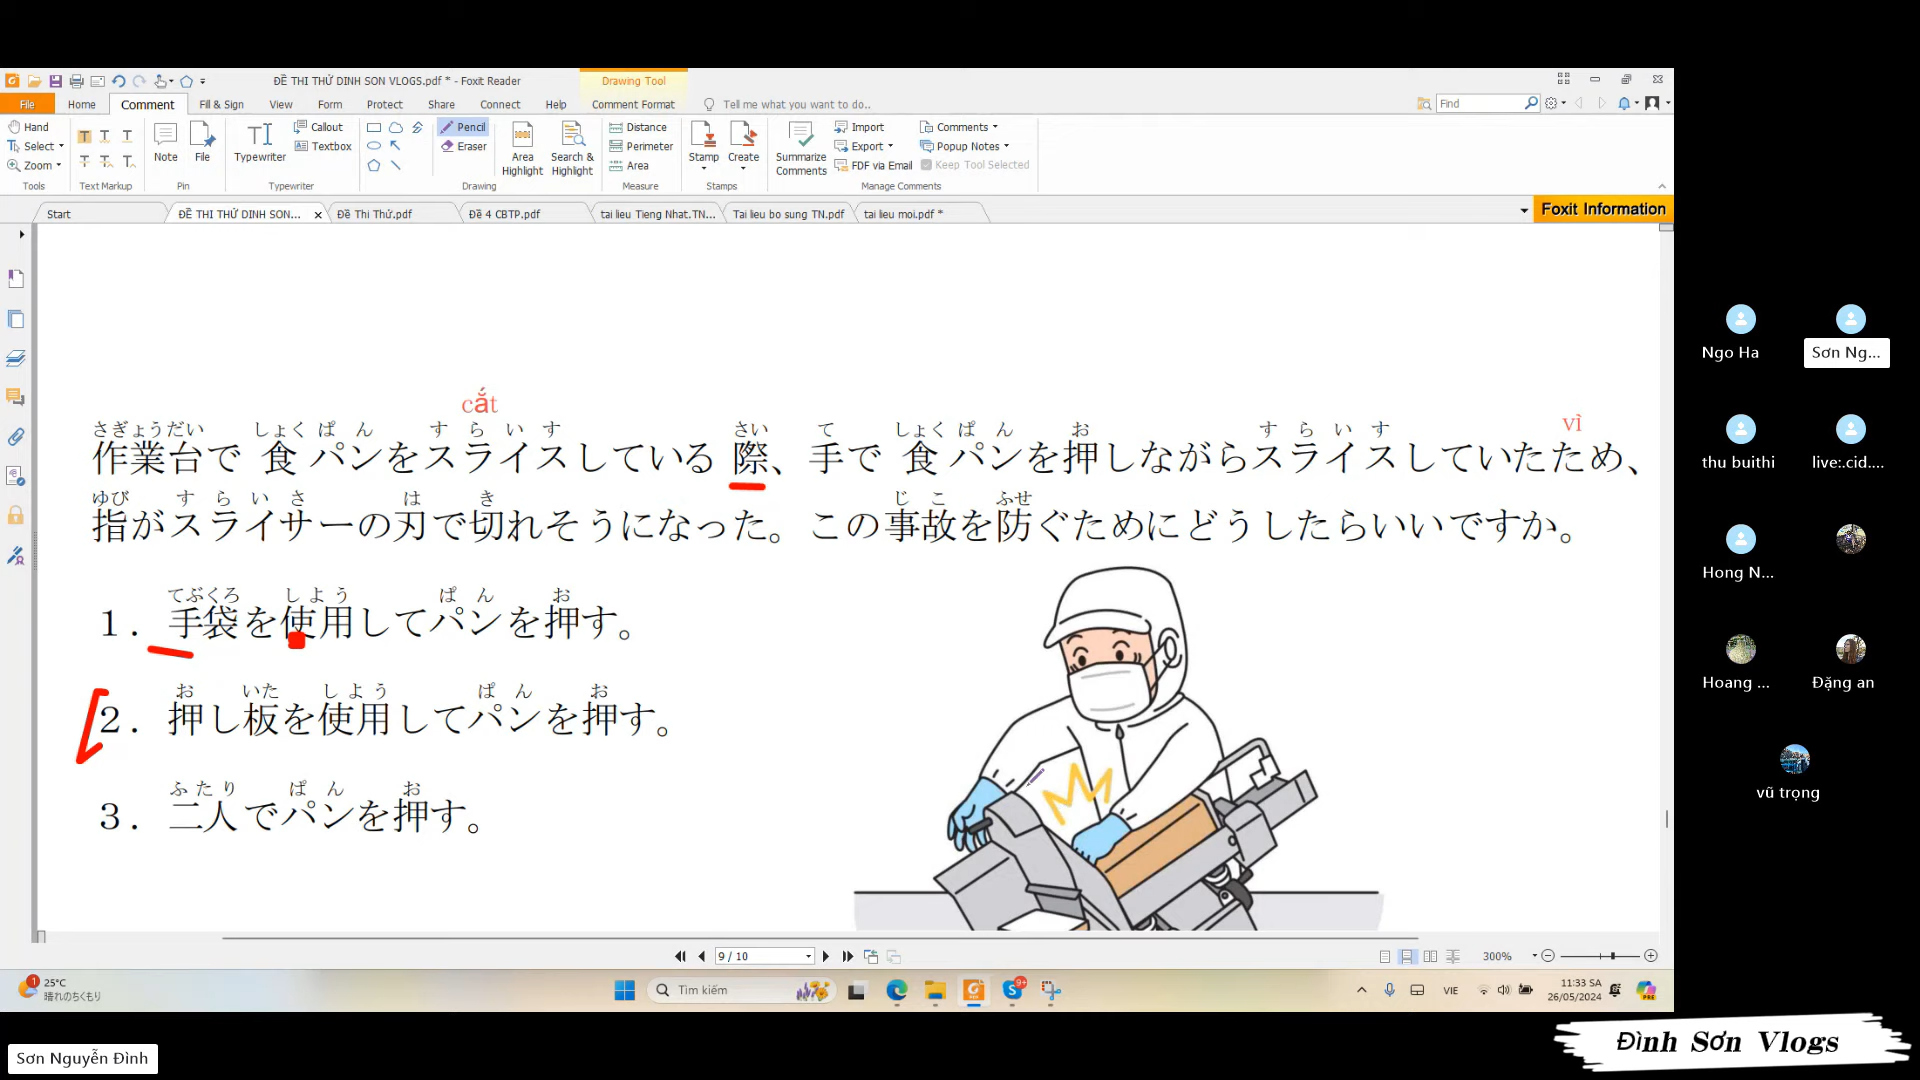 ĐỀ THI THỬ DINH SON VLOGS.pdf * - Foxit Reader
Drawing Tool
File
Home
Comment
Fill & Sign
View
Form
Protect
Share
Connect
Help
Comment Format
Tell me what you want to do..
Find
Hand
Select
Zoom
Tools
Text Markup
Note
File
Pin
Typewriter
Callout
Textbox
Typewriter
Pencil
Eraser
Drawing
Area Highlight
Search & Highlight
Distance
Perimeter
Area
Measure
Stamp
Create
Stamps
Summarize Comments
Import
Export
FDF via Email
Comments
Popup Notes
Keep Tool Selected
Manage Comments
Start
ĐỀ THI THỬ DINH SON...
Đề Thi Thử.pdf
Đề 4 CBTP.pdf
tai lieu Tieng Nhat.TN...
Tai lieu bo sung TN.pdf
tai lieu moi.pdf *
Foxit Information
cắt
vì
さぎょうだい しょく ぱん すらいす さい て しょく ぱん お すらいす
作業台で食パンをスライスしている際、手で食パンを押しながらスライスしていたため、
ゆび すらいさ は き じこ ふせ
指がスライサーの刃で切れそうになった。この事故を防ぐためにどうしたらいいですか。
てぶくろ しよう ぱん お
１．手袋を使用してパンを押す。
お いた しよう ぱん お
２．押し板を使用してパンを押す。
ふたり ぱん お
３．二人でパンを押す。
9 / 10
300%
Ngo Ha
Sơn Ng...
thu buithi
live:.cid....
Hong N...
Hoang ...
Đặng an
vũ trọng
1
25°C
晴れのちくもり
Tìm kiếm
9+
VIE
11:33 SA
26/05/2024
PRE
Sơn Nguyễn Đình
Đình Sơn Vlogs